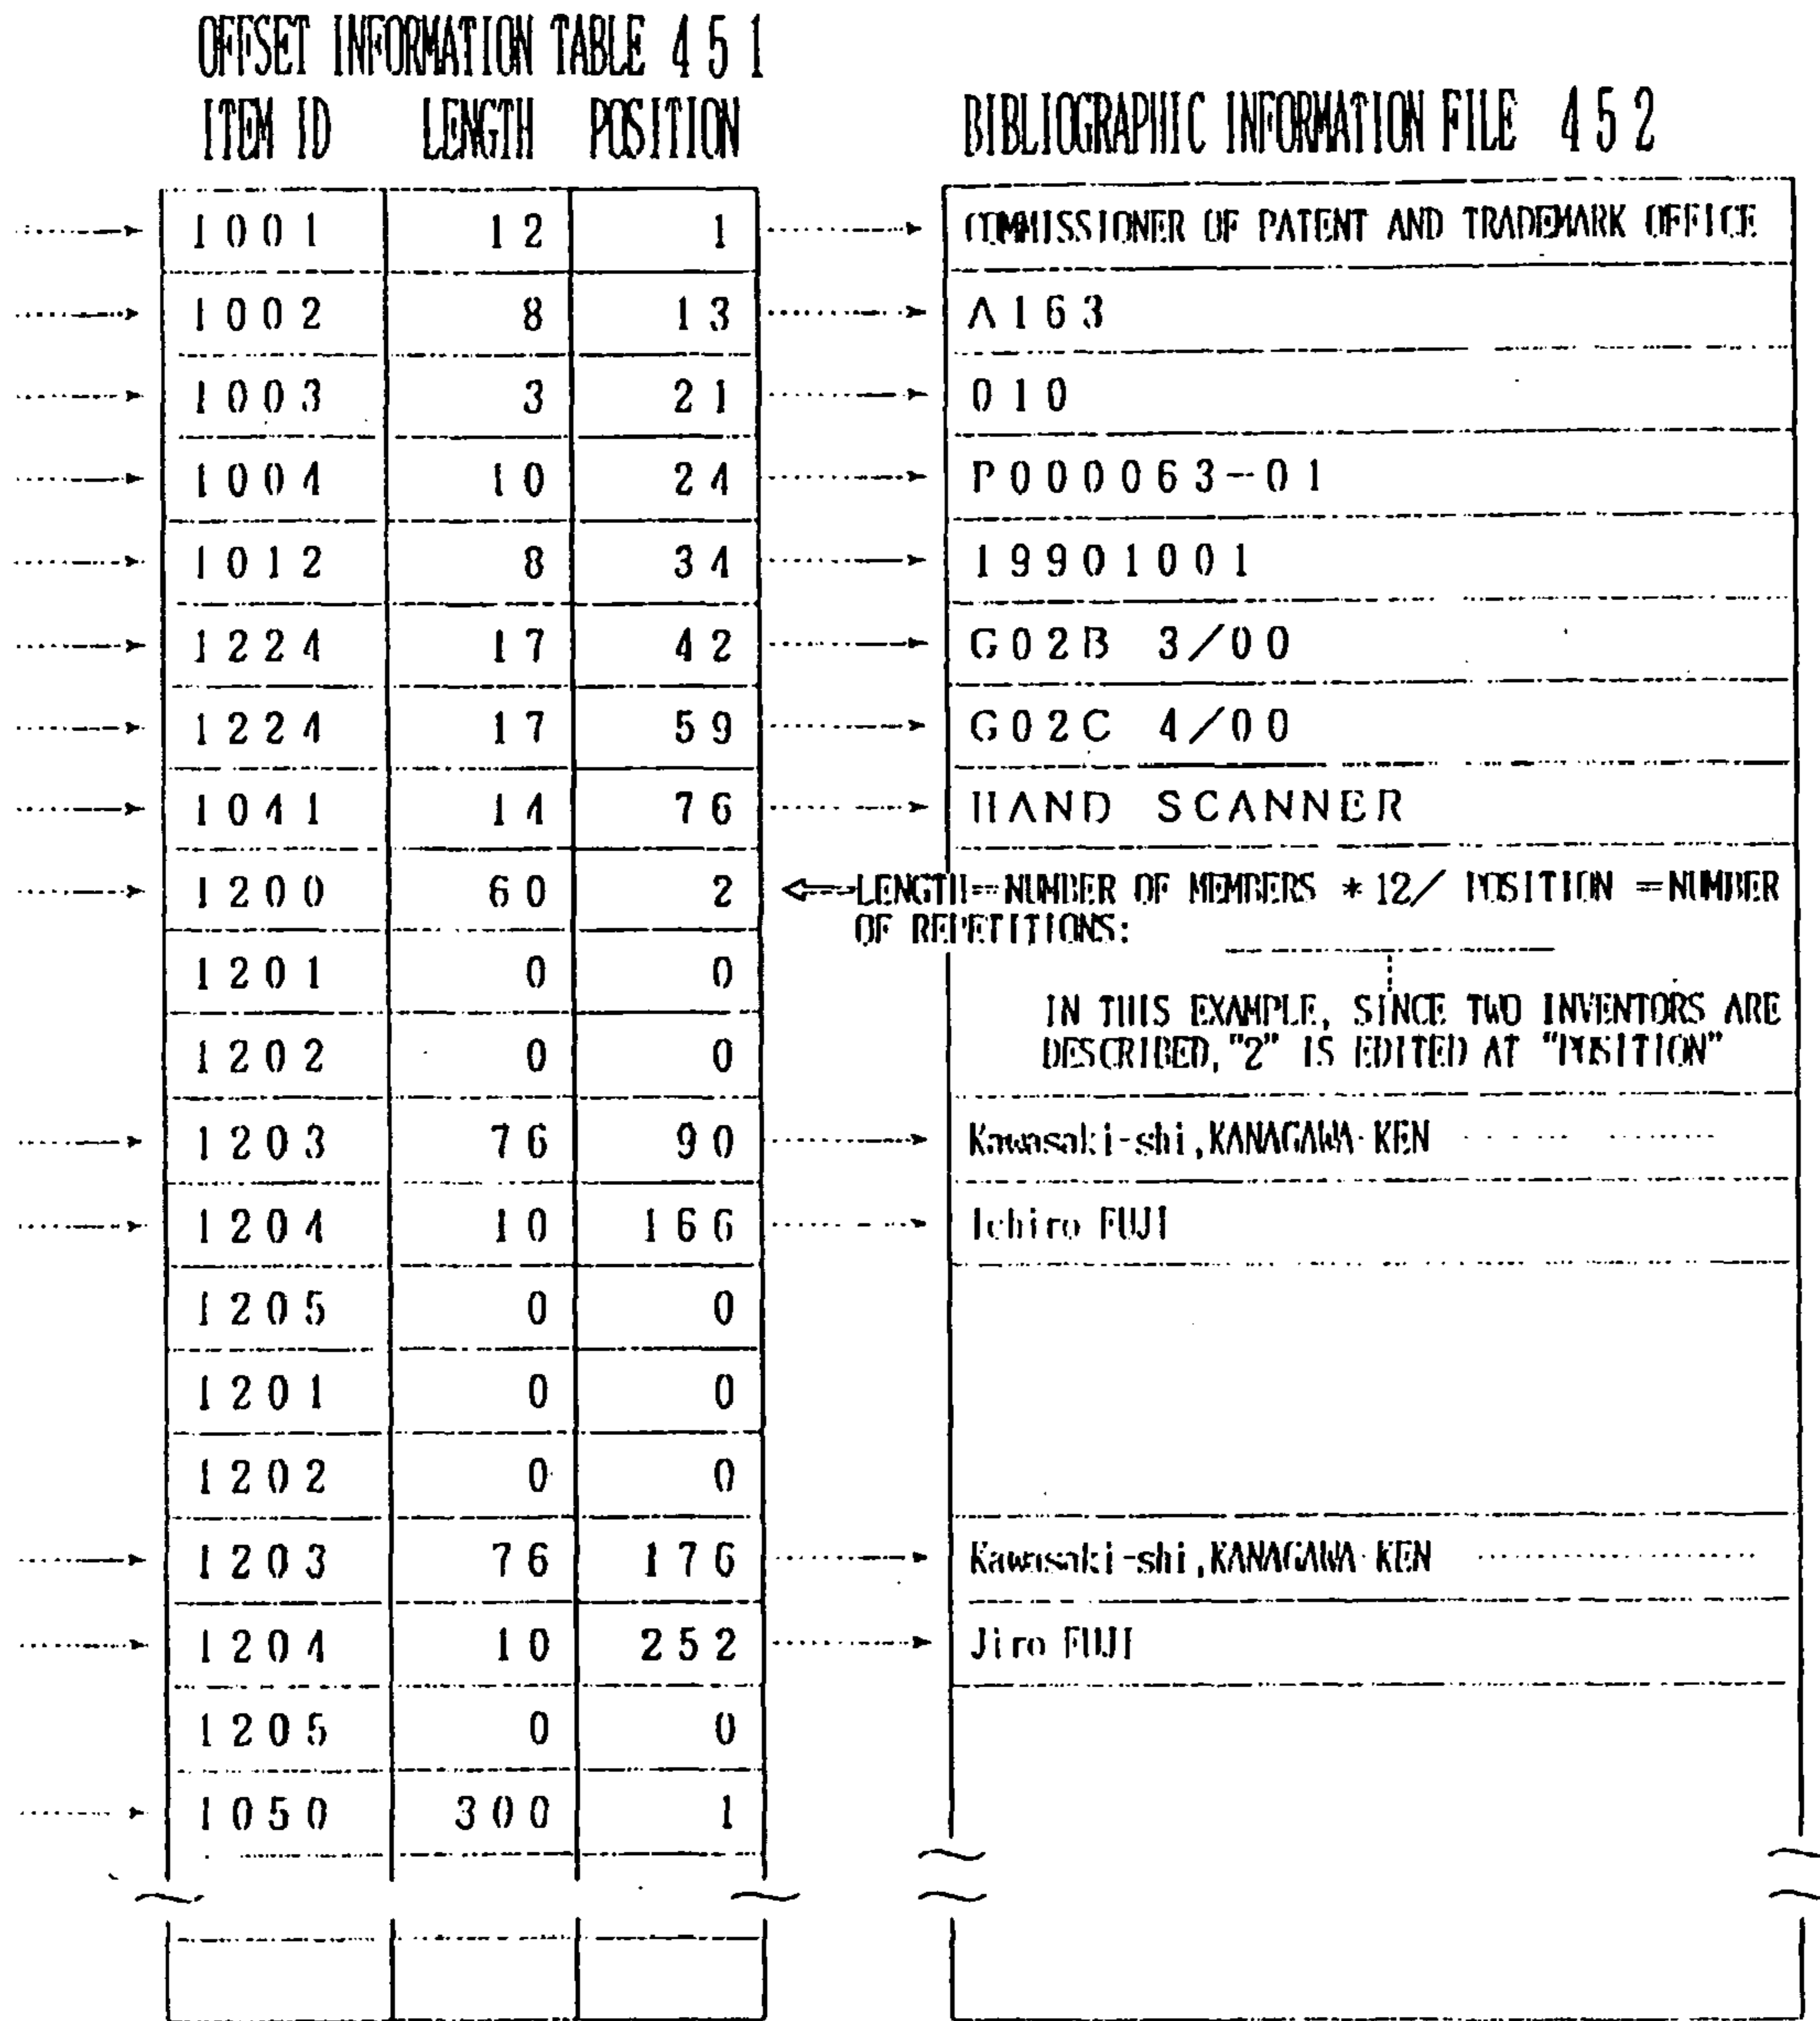 OFFSET INFORMATION TABLE 451
ITEM ID LENGTH POSITION
BIBLIOGRAPHIC INFORMATION FILE 452
1001 12 1 COMMISSIONER OF PATENT AND TRADEMARK OFFICE
1002 8 13 A163
1003 3 21 010
1004 10 24 P000063-01
1012 8 34 19901001
1224 17 42 G02B 3/00
1224 17 59 G02C 4/00
1041 14 76 HAND SCANNER
1200 60 2 LENGTH=NUMBER OF MEMBERS *12/ POSITION =NUMBER
OF REPETITIONS:
1201 0 0
IN THIS EXAMPLE, SINCE TWO INVENTORS ARE
1202 0 0 DESCRIBED,"2" IS EDITED AT "POSITION"
1203 76 90 Kawasaki-shi,KANAGAWA-KEN
1204 10 166 Ichiro FUJI
1205 0 0
1201 0 0
1202 0 0
1203 76 176 Kawasaki-shi,KANAGAWA-KEN
1204 10 252 Jiro FUJI
1205 0 0
1050 300 1